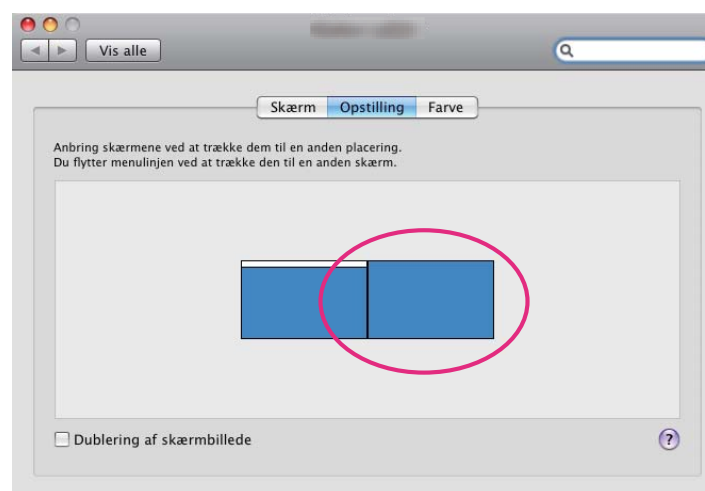 Vis alle
Skærm Opstilling Farve
Anbring skærmene ved at trække dem til en anden placering.
Du flytter menulinjen ved at trække den til en anden skærm.
Dublering af skærmbillede
?